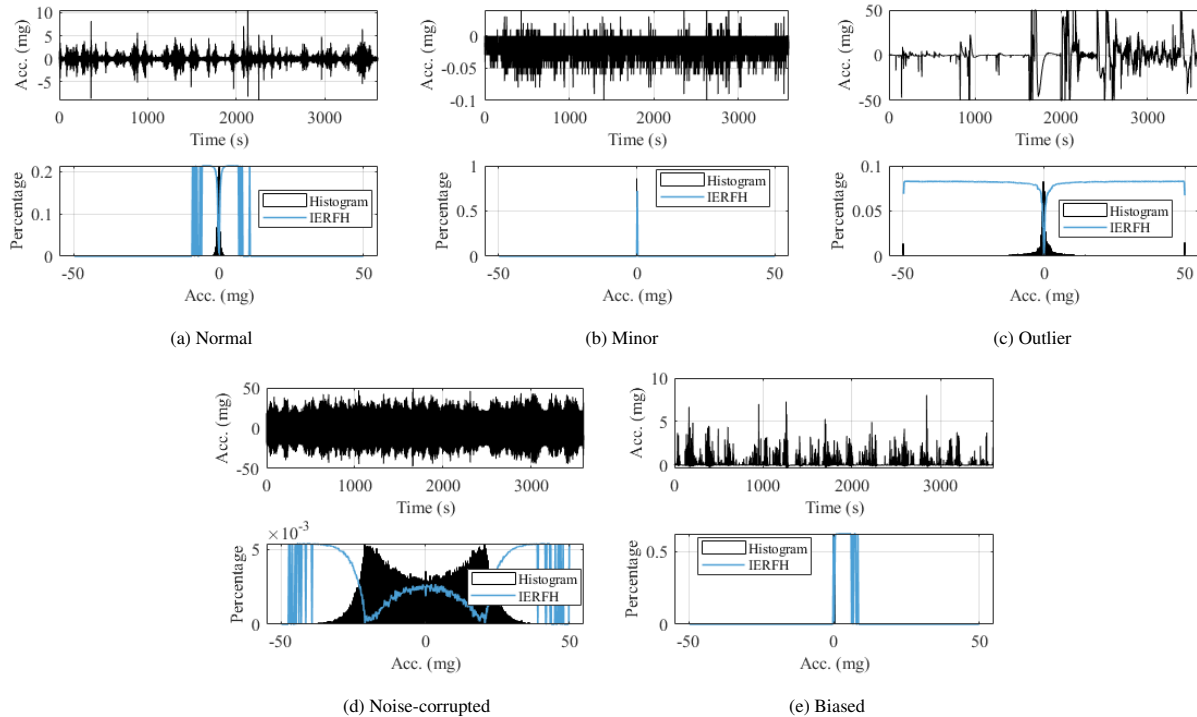 10
5
0
-5
Acc. (mg)
0 1000 2000 3000
Time (s)
0
-0.05
-0.1
Acc. (mg)
0 1000 2000 3000
Time (s)
50
0
-50
Acc. (mg)
0 1000 2000 3000
Time (s)
0.2
0.1
0
Percentage
Histogram
IERFH
-50 0 50
Acc. (mg)
1
0.5
0
Percentage
Histogram
IERFH
-50 0 50
Acc. (mg)
0.1
0.05
0
Percentage
Histogram
IERFH
-50 0 50
Acc. (mg)
(a) Normal
(b) Minor
(c) Outlier
50
0
-50
Acc. (mg)
0 1000 2000 3000
Time (s)
10
5
0
Acc. (mg)
0 1000 2000 3000
Time (s)
×10-3
5
0
Percentage
Histogram
IERFH
-50 0 50
Acc. (mg)
0.5
0
Percentage
Histogram
IERFH
-50 0 50
Acc. (mg)
(d) Noise-corrupted
(e) Biased